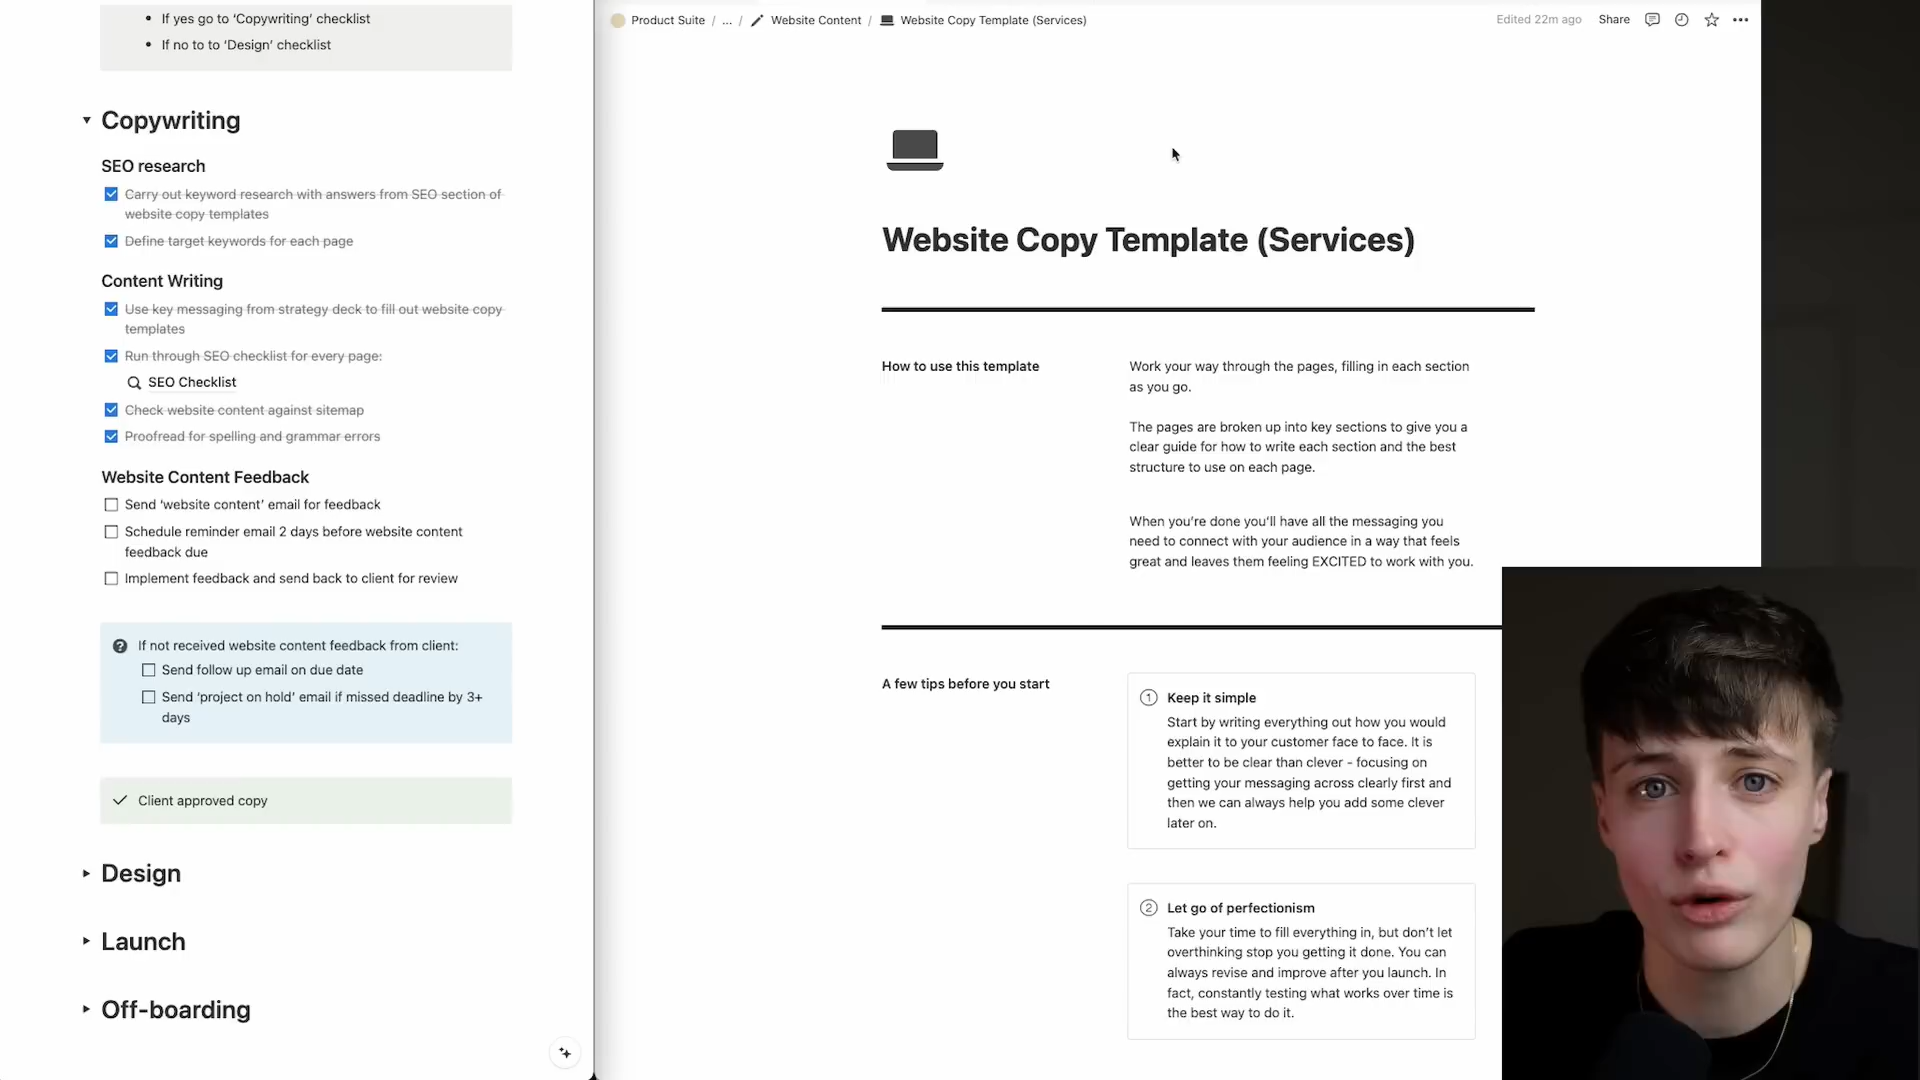 If yes go to ‘Copywriting’ checklist
If no to to ‘Design’ checklist
Copywriting
SEO research
Carry out keyword research with answers from SEO section of
website copy templates
Define target keywords for each page
Content Writing
Use key messaging from strategy deck to fill out website copy
templates
Run through SEO checklist for every page:
SEO Checklist
Check website content against sitemap
Proofread for spelling and grammar errors
Website Content Feedback
Send ‘website content’ email for feedback
Schedule reminder email 2 days before website content
feedback due
Implement feedback and send back to client for review
If not received website content feedback from client:
Send follow up email on due date
Send ‘project on hold’ email if missed deadline by 3+
days
Client approved copy
Design
Launch
Off-boarding
Product Suite / ... / Website Content / Website Copy Template (Services)
Edited 22m ago Share
Website Copy Template (Services)
How to use this template
Work your way through the pages, filling in each section
as you go.
The pages are broken up into key sections to give you a
clear guide for how to write each section and the best
structure to use on each page.
When you’re done you’ll have all the messaging you
need to connect with your audience in a way that feels
great and leaves them feeling EXCITED to work with you.
A few tips before you start
1 Keep it simple
Start by writing everything out how you would
explain it to your customer face to face. It is
better to be clear than clever - focusing on
getting your messaging across clearly first and
then we can always help you add some clever
later on.
2 Let go of perfectionism
Take your time to fill everything in, but don’t let
overthinking stop you getting it done. You can
always revise and improve after you launch. In
fact, constantly testing what works over time is
the best way to do it.